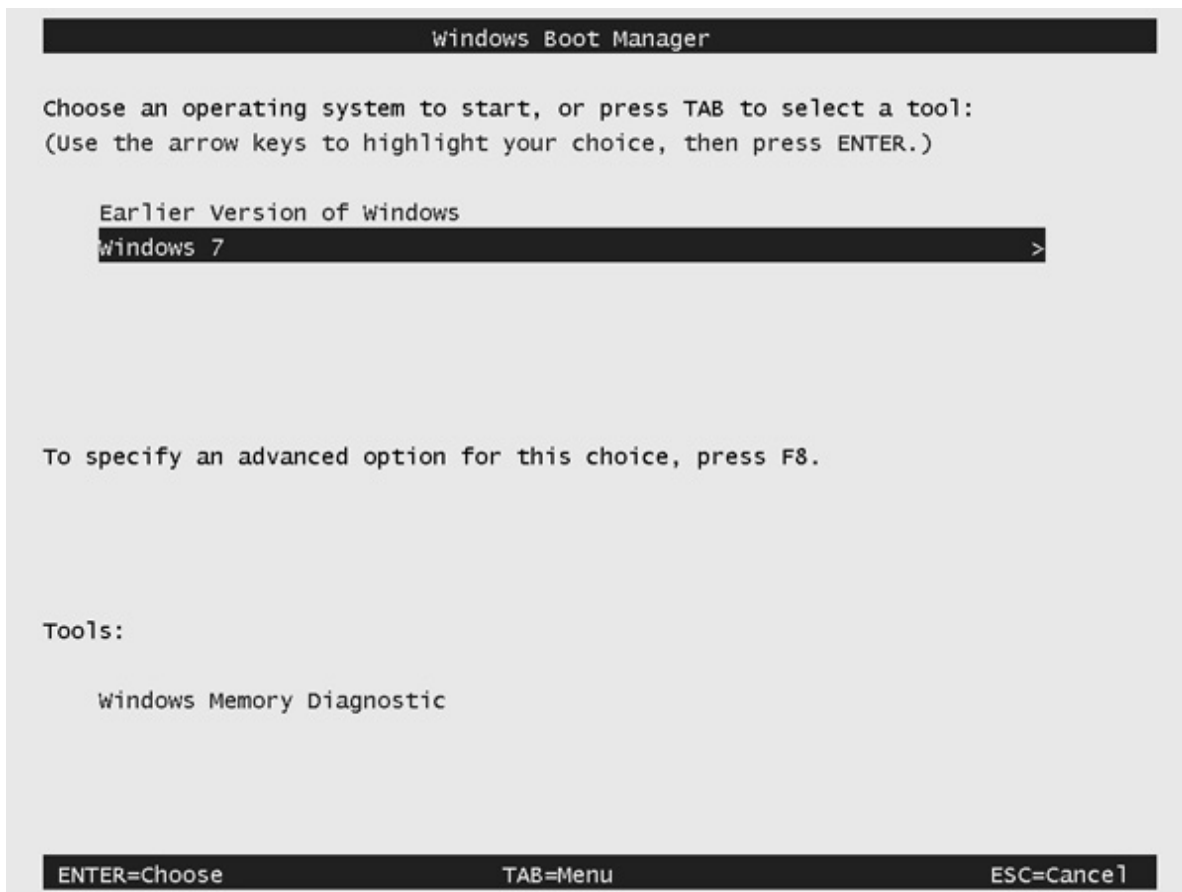 Windows Boot Manager
Choose an operating system to start, or press TAB to select a tool:
(Use the arrow keys to highlight your choice, then press ENTER.)
Earlier Version of Windows
Windows 7 >
To specify an advanced option for this choice, press F8.
Tools:
Windows Memory Diagnostic
ENTER=Choose TAB=Menu ESC=Cancel